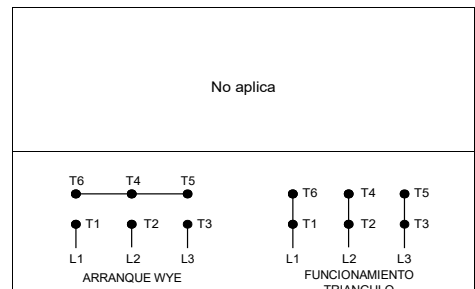 No aplica
T6 T4 T5
T1 T2 T3
L1 L2 L3
ARRANQUE WYE
T6 T4 T5
T1 T2 T3
L1 L2 L3
FUNCIONAMIENTO
TRIANGULO